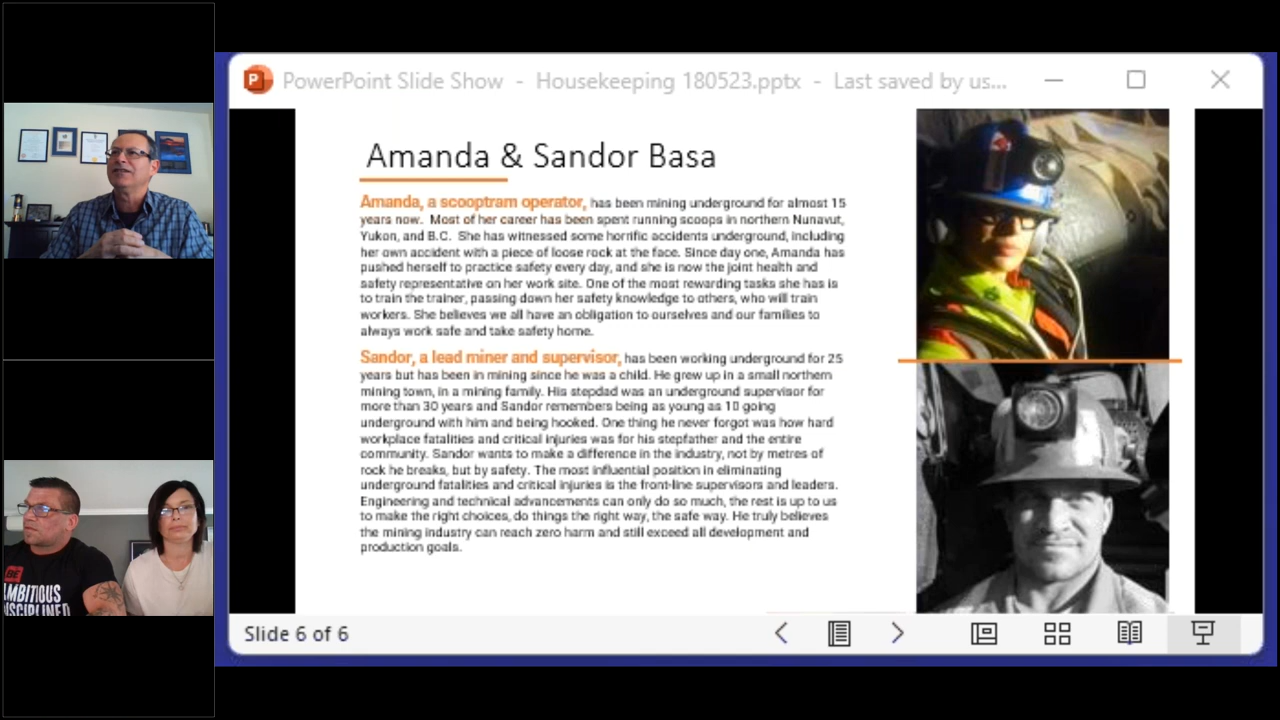 PowerPoint Slide Show - Housekeeping 180523.pptx - Last saved by us...
Amanda & Sandor Basa
Amanda, a scooptram operator, has been mining underground for almost 15
years now. Most of her career has been spent running scoops in northern Nunavut,
Yukon, and B.C. She has witnessed some horrific accidents underground, including
her own accident with a piece of loose rock at the face. Since day one, Amanda has
pushed herself to practice safety every day, and she is now the joint health and
safety representative on her work site. One of the most rewarding tasks she has is
to train the trainer, passing down her safety knowledge to others, who will train
workers. She believes we all have an obligation to ourselves and our families to
always work safe and take safety home.
Sandor, a lead miner and supervisor, has been working underground for 25
years but has been in mining since he was a child. He grew up in a small northern
mining town, in a mining family. His stepdad was an underground supervisor for
more than 30 years and Sandor remembers being as young as 10 going
underground with him and being hooked. One thing he never forgot was how hard
workplace fatalities and critical injuries was for his stepfather and the entire
community. Sandor wants to make a difference in the industry, not by metres of
rock he breaks, but by safety. The most influential position in eliminating
underground fatalities and critical injuries is the front-line supervisors and leaders.
Engineering and technical advancements can only do so much, the rest is up to us
to make the right choices, do things the right way, the safe way. He truly believes
the mining industry can reach zero harm and still exceed all development and
production goals.
Slide 6 of 6
AMBITIOUS